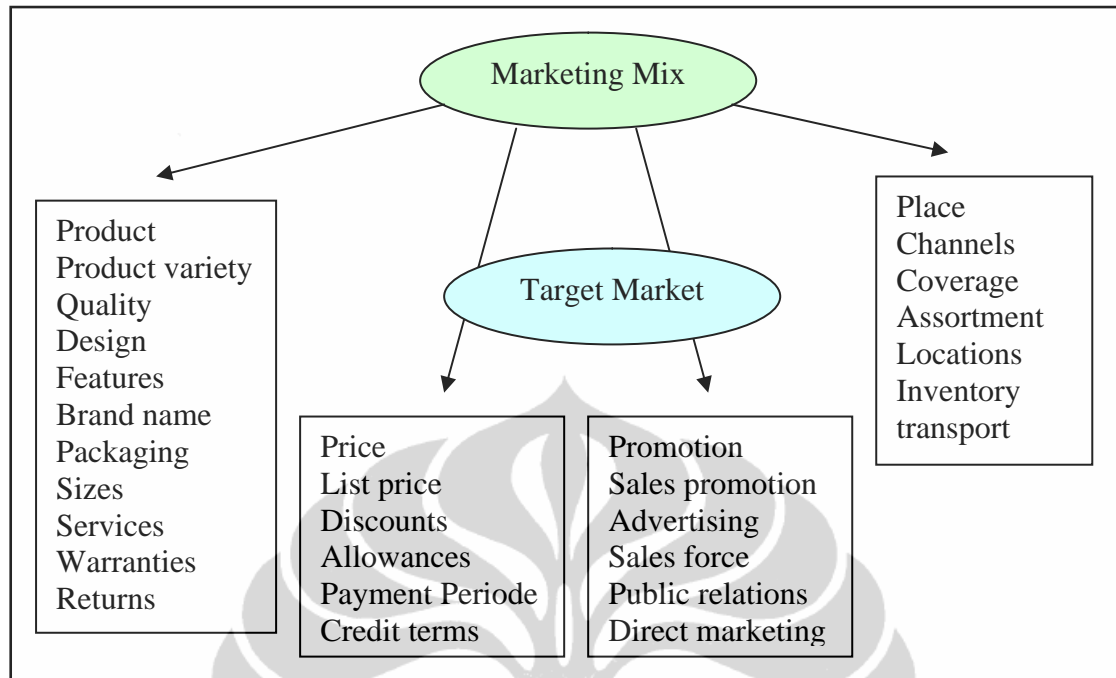 Marketing Mix
Target Market
Product
Product variety
Quality
Design
Features
Brand name
Packaging
Sizes
Services
Warranties
Returns
Price
List price
Discounts
Allowances
Payment Periode
Credit terms
Promotion
Sales promotion
Advertising
Sales force
Public relations
Direct marketing
Place
Channels
Coverage
Assortment
Locations
Inventory
transport